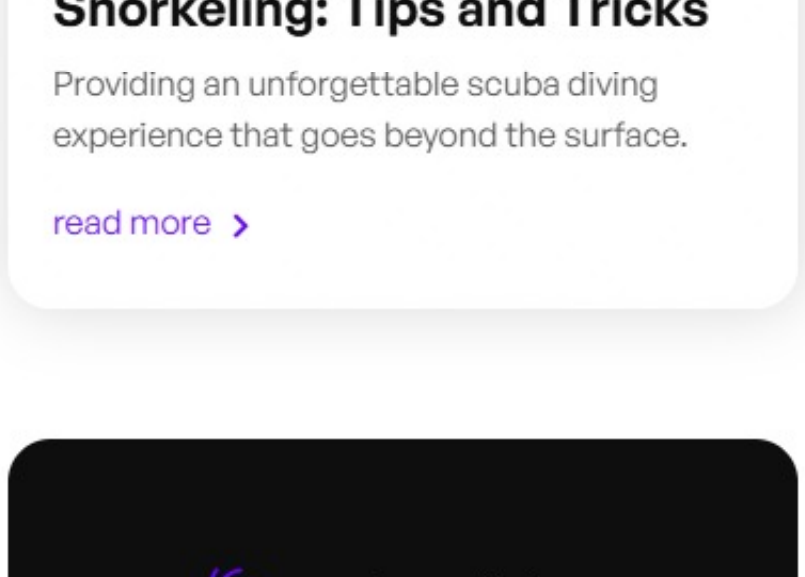 Snorkeling: Tips and Tricks
Providing an unforgettable scuba diving
experience that goes beyond the surface.
read more